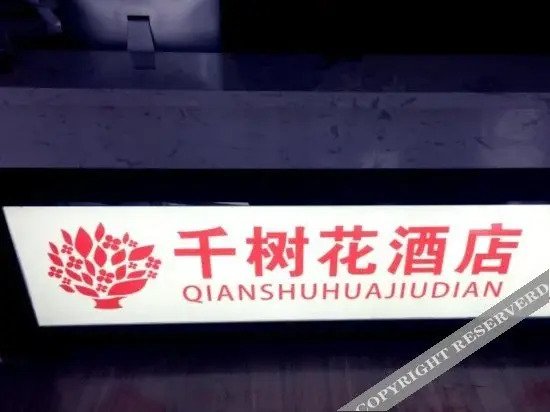 千树花酒店
QIANSHUHUAJIUDIAN
COPYRIGHT RESERVED